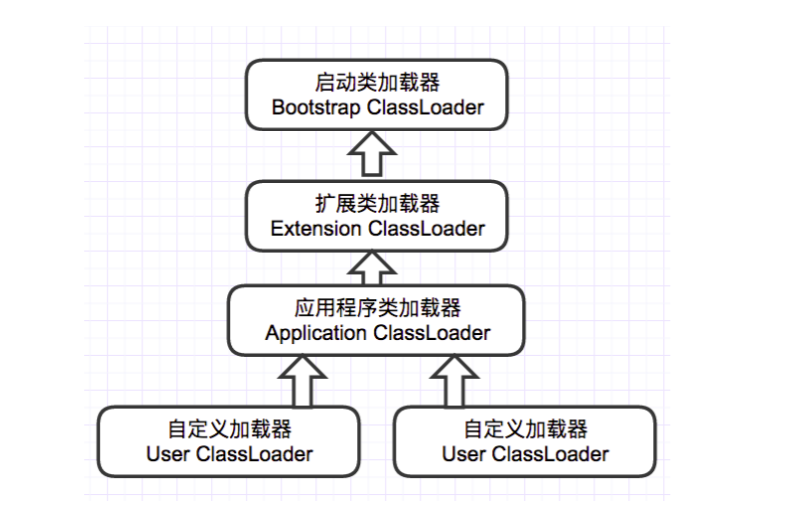 启动类加载器
Bootstrap ClassLoader
扩展类加载器
Extension ClassLoader
应用程序类加载器
Application ClassLoader
自定义加载器
User ClassLoader
自定义加载器
User ClassLoader